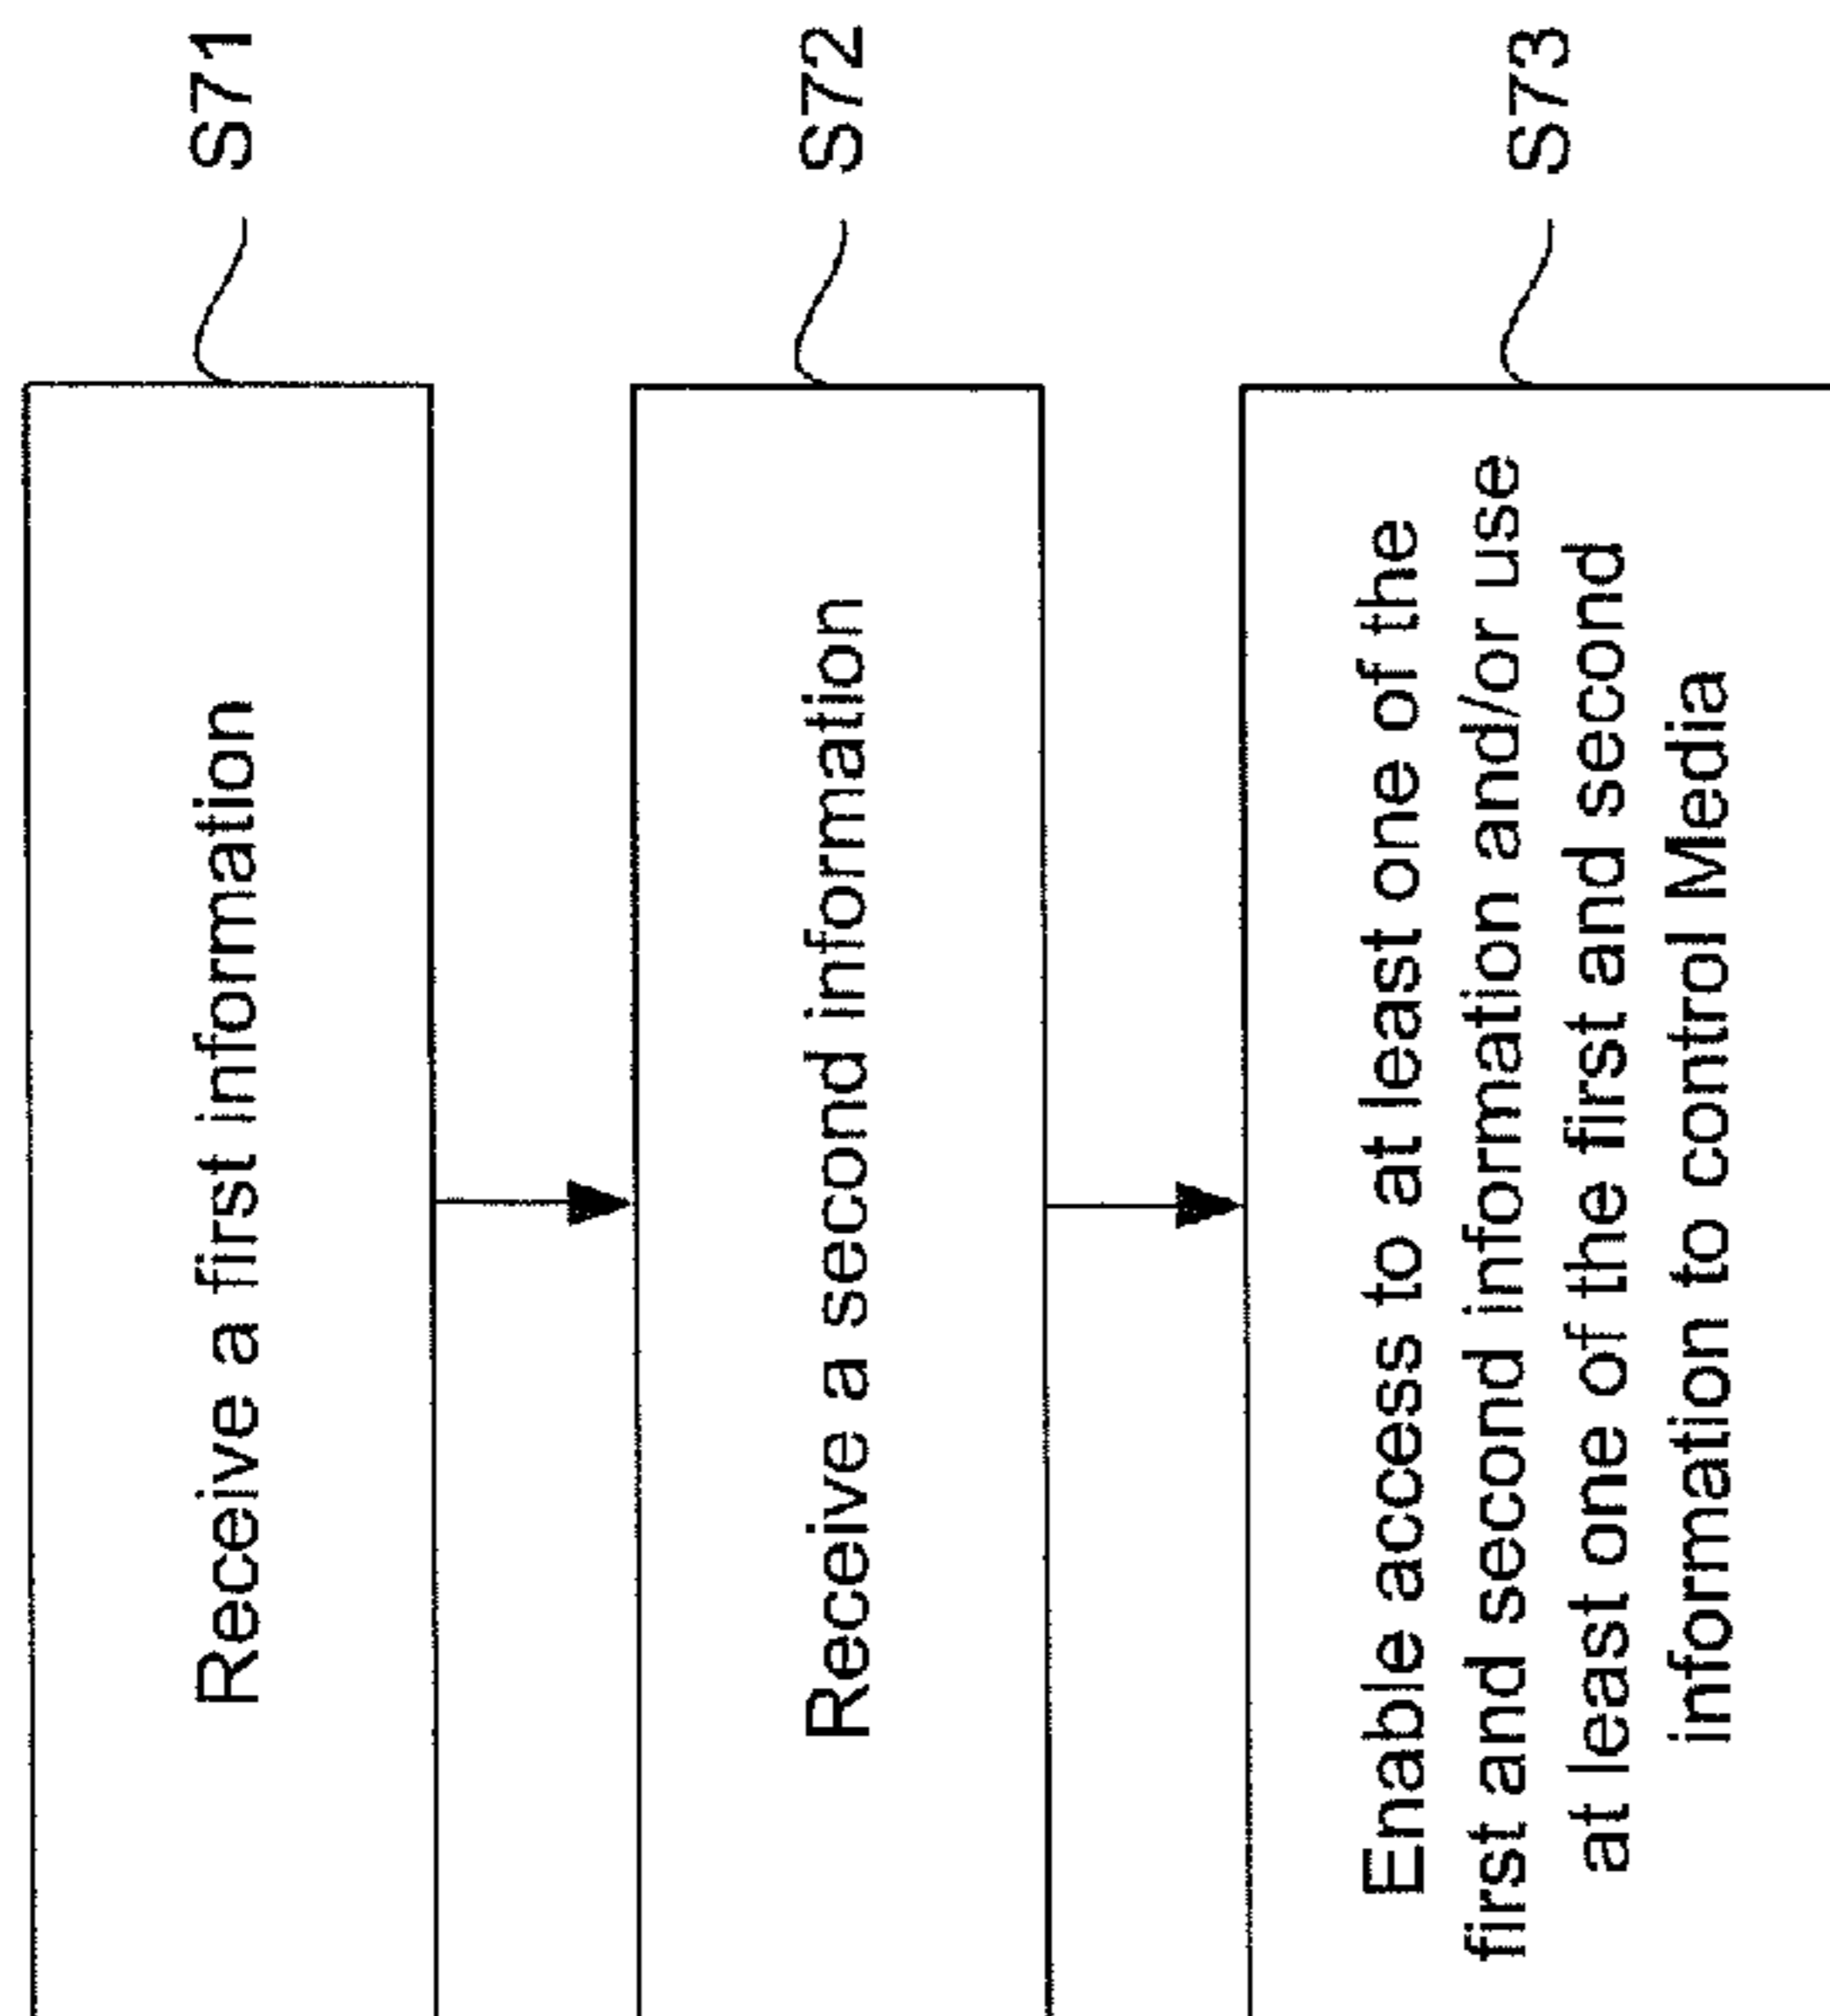 Receive a first information
S71
Receive a second information
S72
Enable access to at least one of the
first and second information and/or use
at least one of the first and second
information to control Media
S73